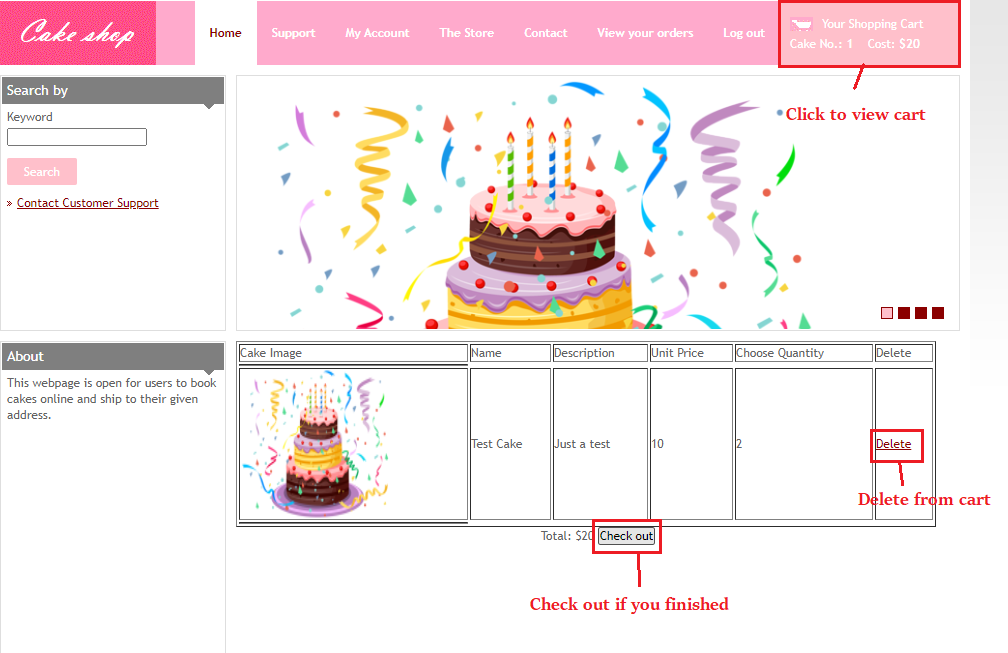 Cake shop
Home Support My Account The Store Contact View your orders Log out
Your Shopping Cart
Cake No.: 1 Cost: $20
Click to view cart
Search by
Keyword
Search
» Contact Customer Support
About
This webpage is open for users to book
cakes online and ship to their given
address.
Cake Image Name Description Unit Price Choose Quantity Delete
Test Cake Just a test 10 2 Delete
Delete from cart
Total: $20 Check out
Check out if you finished